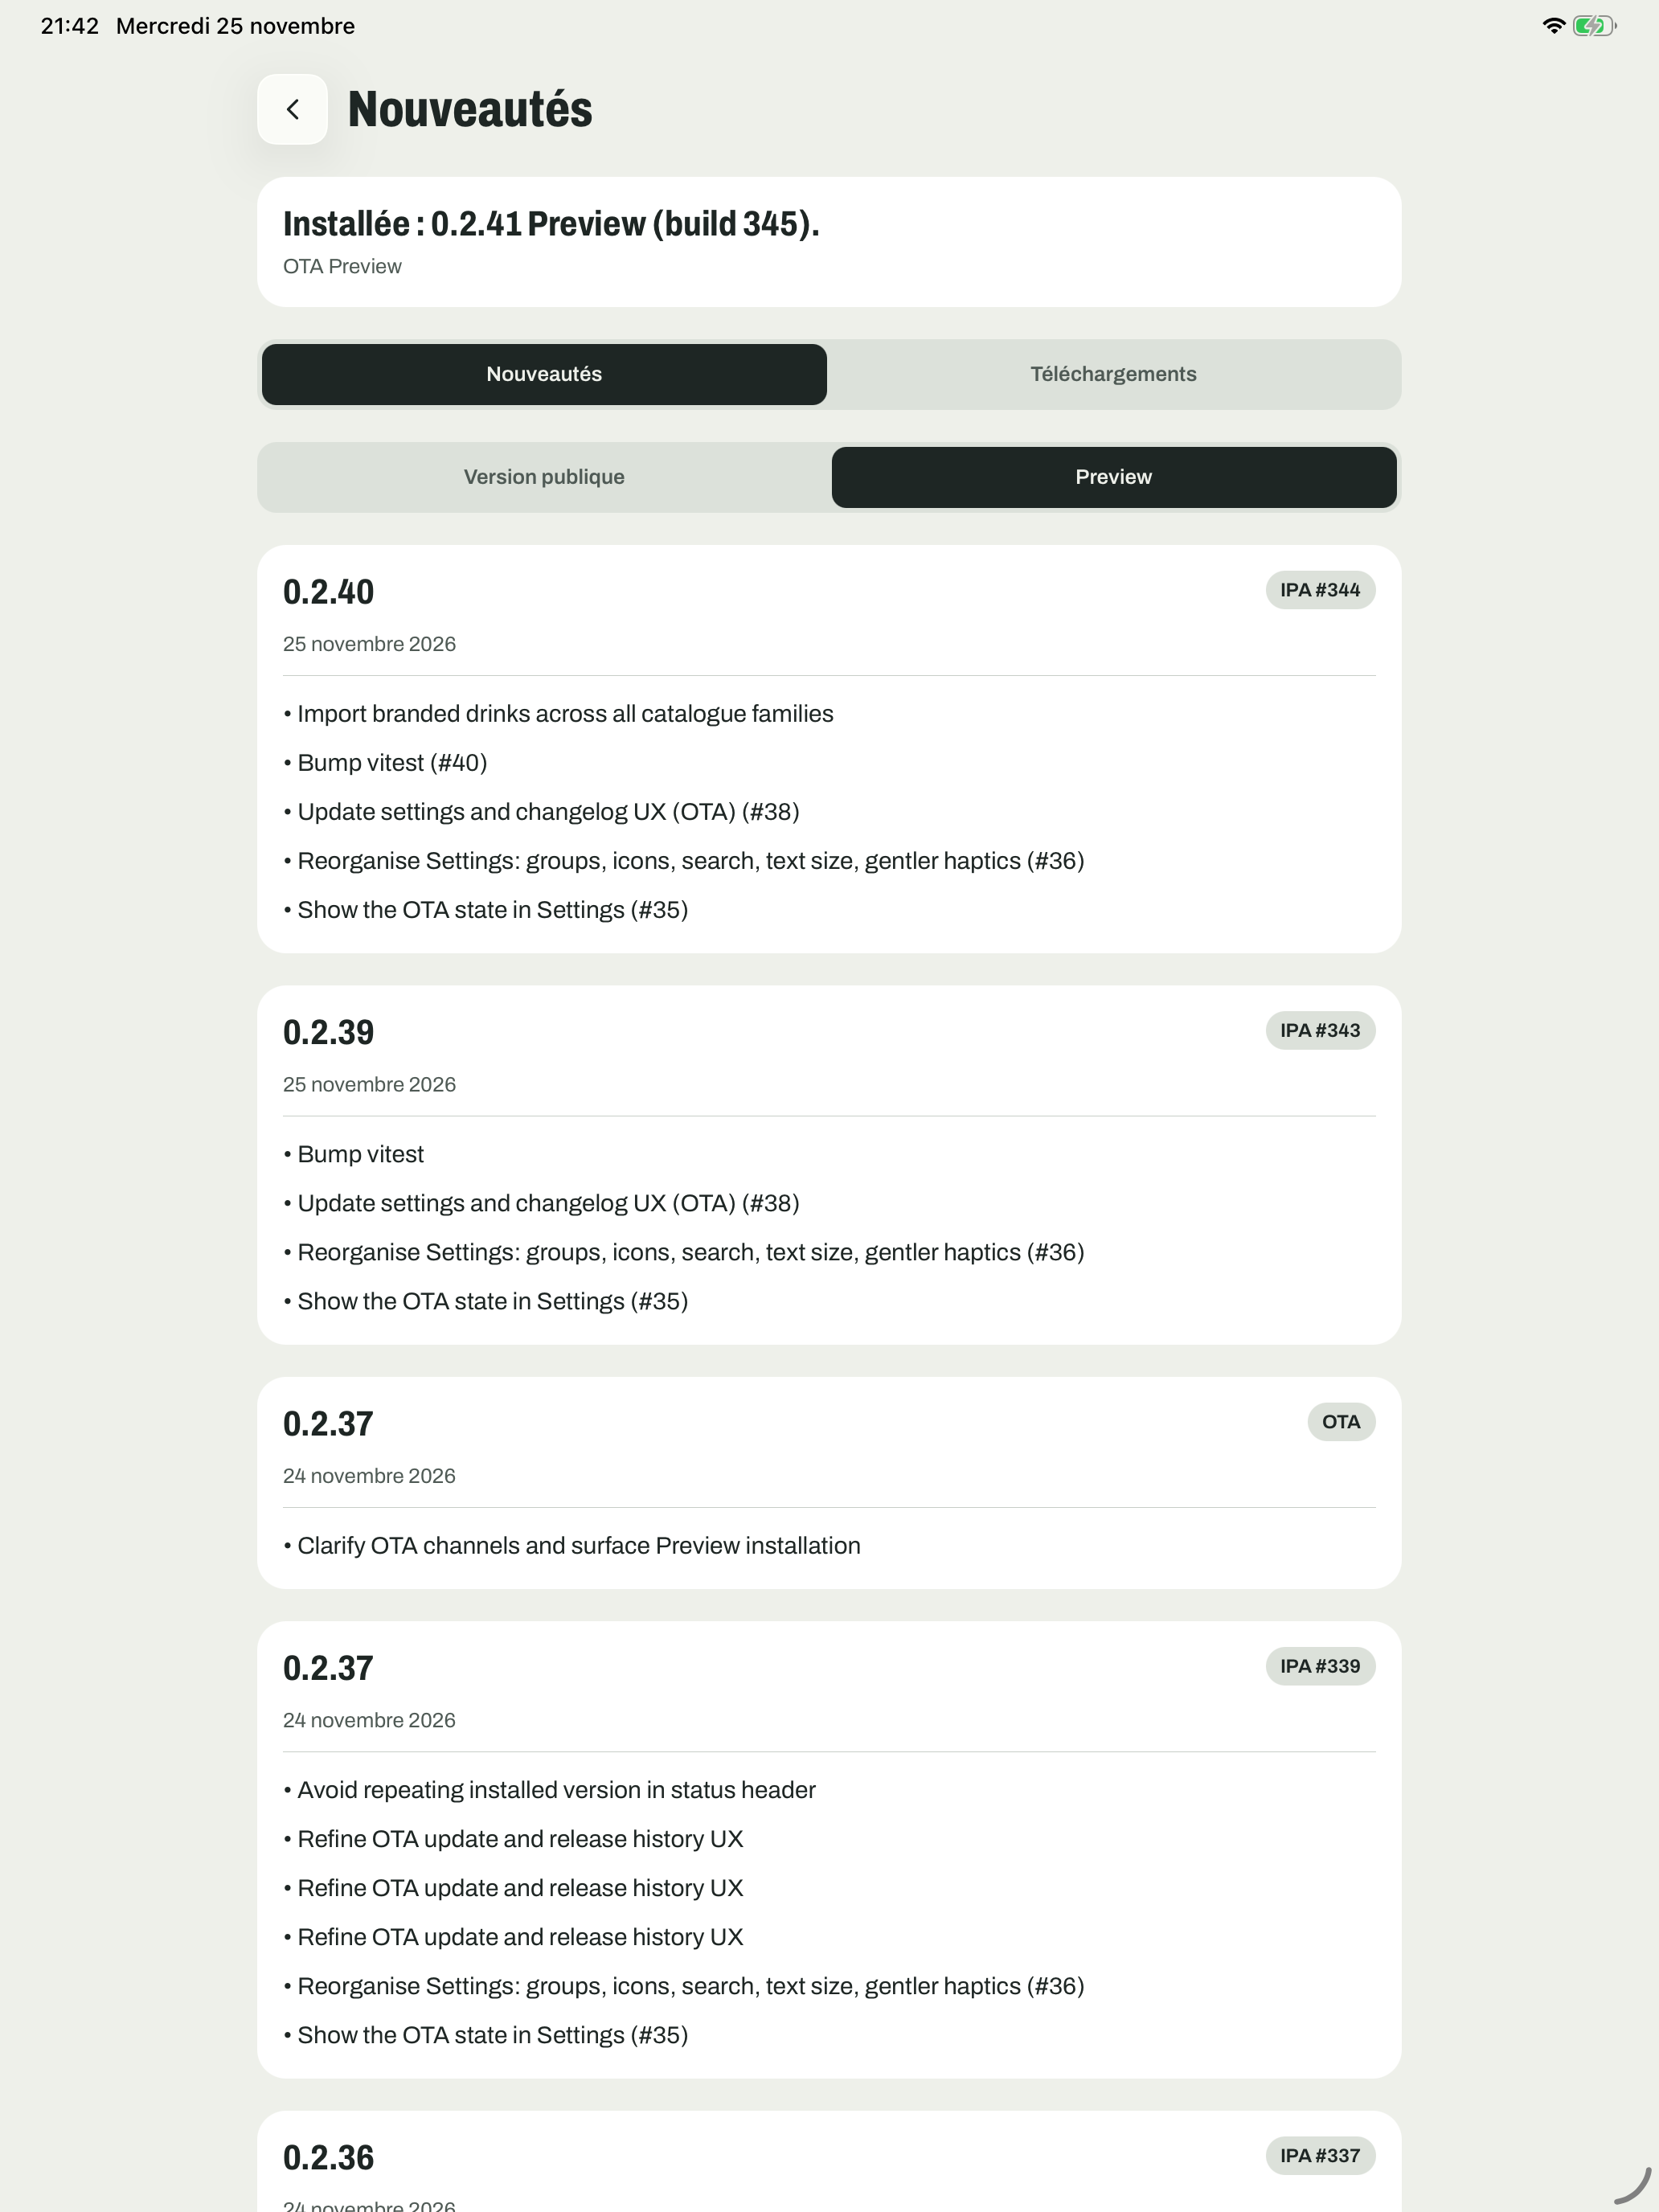 21:42 Mercredi 25 novembre
Nouveautés
Installée : 0.2.41 Preview (build 345).
OTA Preview
Nouveautés
Téléchargements
Version publique
Preview
0.2.40
IPA #344
25 novembre 2026
• Import branded drinks across all catalogue families
• Bump vitest (#40)
• Update settings and changelog UX (OTA) (#38)
• Reorganise Settings: groups, icons, search, text size, gentler haptics (#36)
• Show the OTA state in Settings (#35)
0.2.39
IPA #343
25 novembre 2026
• Bump vitest
• Update settings and changelog UX (OTA) (#38)
• Reorganise Settings: groups, icons, search, text size, gentler haptics (#36)
• Show the OTA state in Settings (#35)
0.2.37
OTA
24 novembre 2026
• Clarify OTA channels and surface Preview installation
0.2.37
IPA #339
24 novembre 2026
• Avoid repeating installed version in status header
• Refine OTA update and release history UX
• Refine OTA update and release history UX
• Refine OTA update and release history UX
• Reorganise Settings: groups, icons, search, text size, gentler haptics (#36)
• Show the OTA state in Settings (#35)
0.2.36
IPA #337
24 novembre 2026